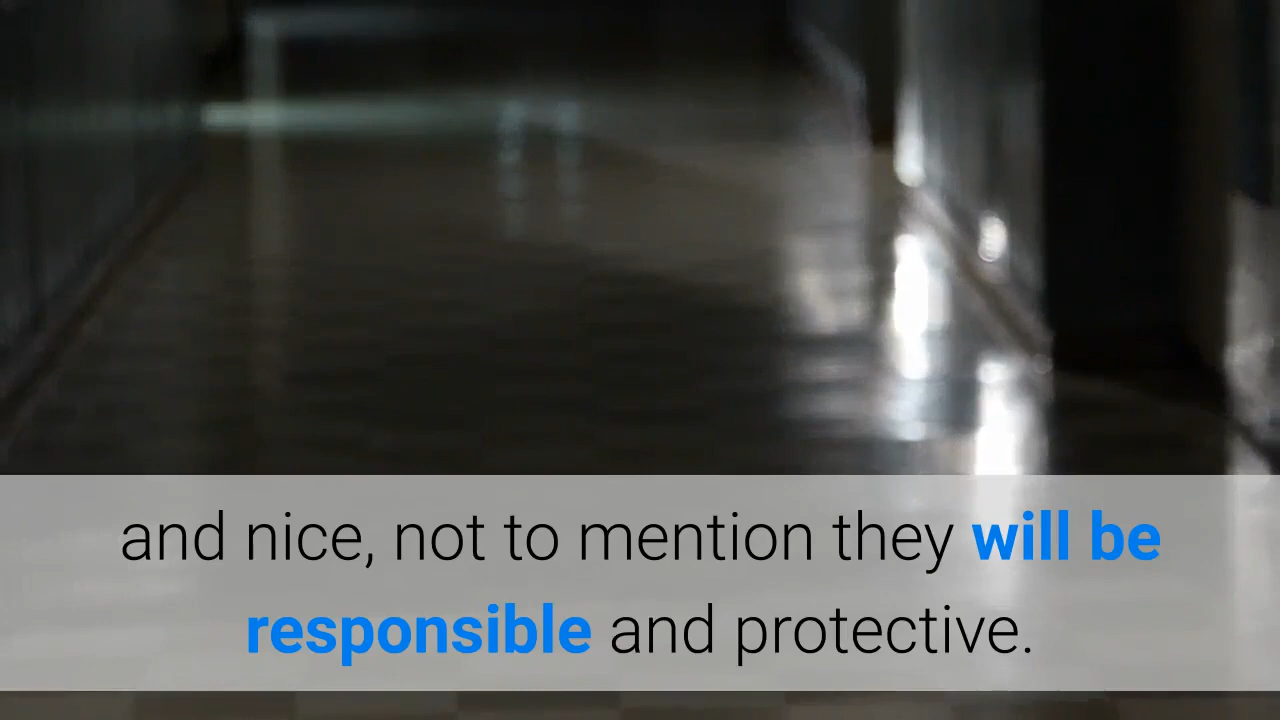 and nice, not to mention they will be
responsible and protective.